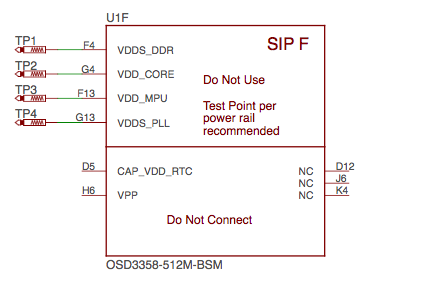 U1F
SIP F
TP1 F4 VDDS_DDR
TP2 G4 VDD_CORE
Do Not Use
TP3 F13 VDD_MPU
Test Point per
power rail
recommended
TP4 G13 VDDS_PLL
D5 CAP_VDD_RTC NC D12
NC J6
H6 VPP NC K4
Do Not Connect
OSD3358-512M-BSM